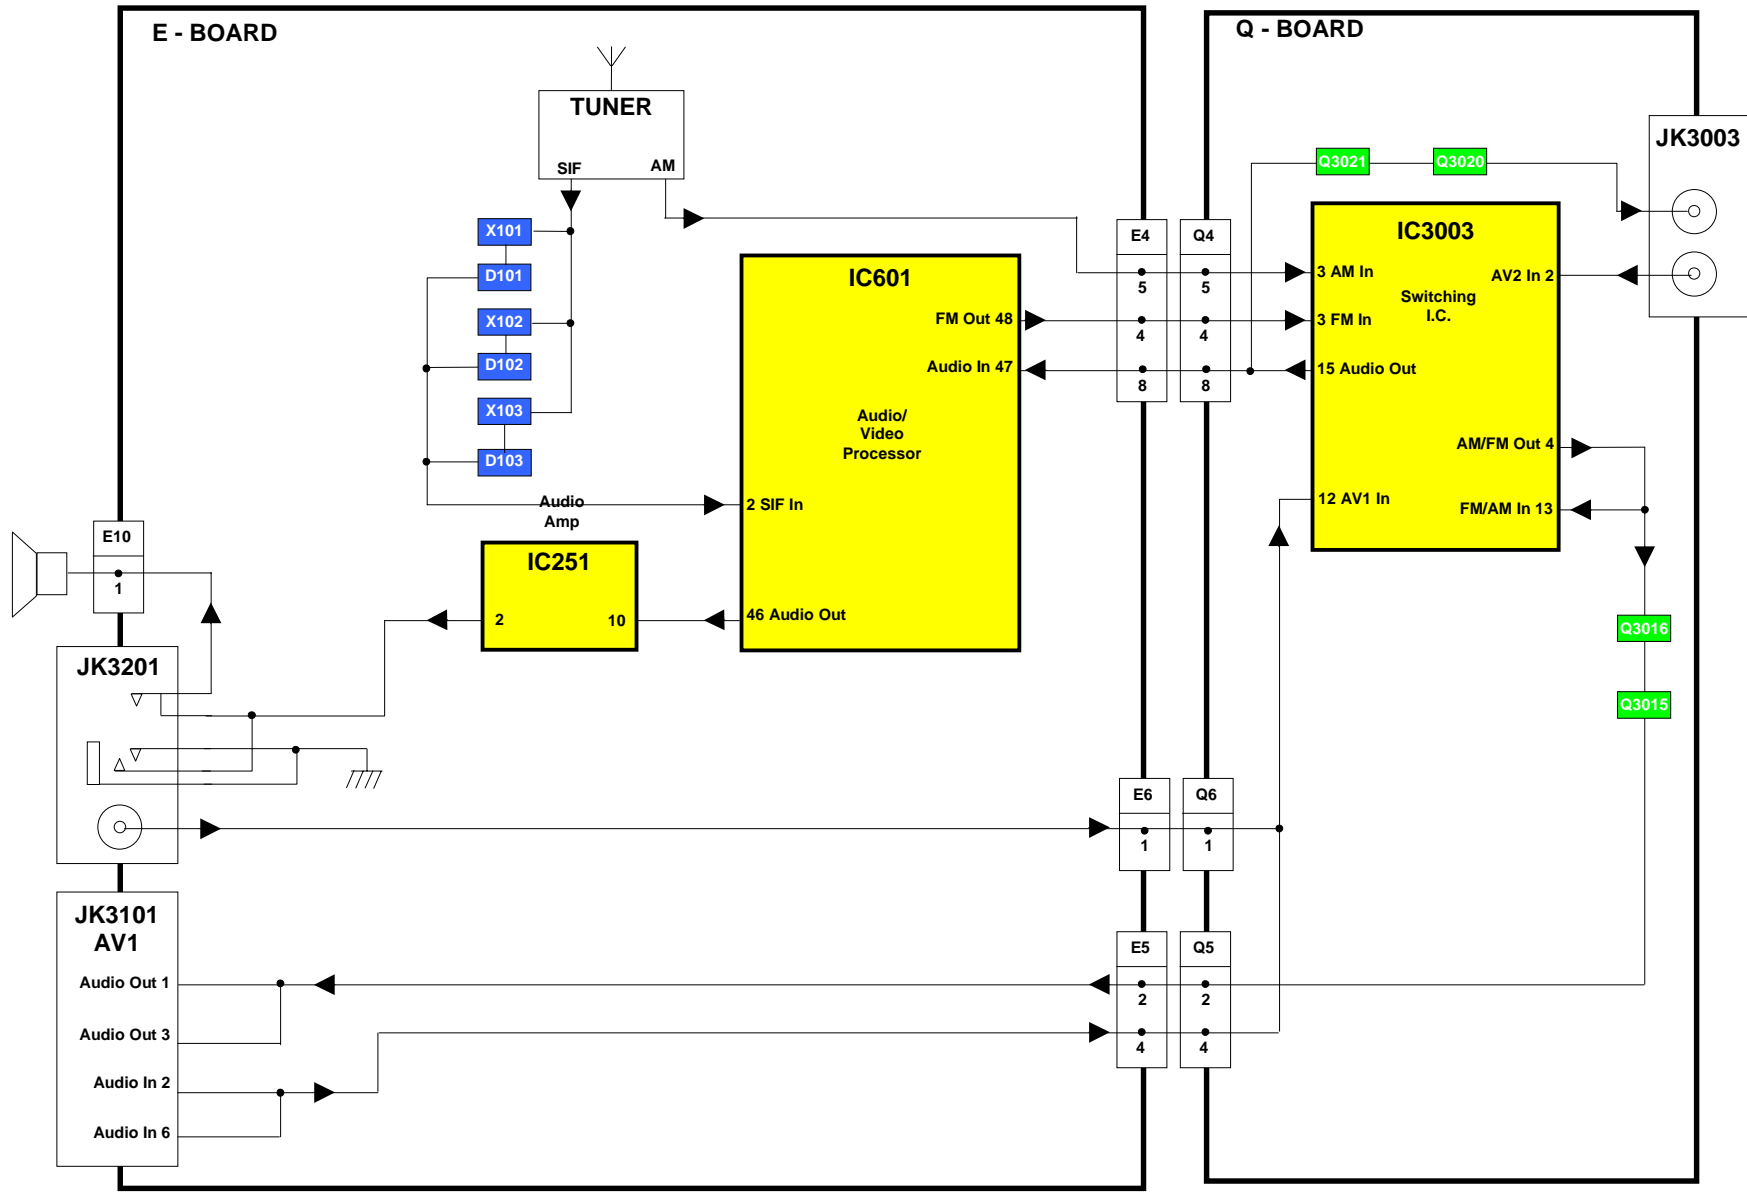 E - BOARD
Q - BOARD
TUNER
SIF
AM
JK3003
Q3021
Q3020
X101
D101
X102
D102
X103
D103
E4
5
4
8
Q4
5
4
8
IC601
FM Out 48
Audio In 47
Audio/
Video
Processor
2 SIF In
46 Audio Out
IC3003
3 AM In
AV2 In 2
Switching
I.C.
3 FM In
15 Audio Out
AM/FM Out 4
12 AV1 In
FM/AM In 13
Audio
Amp
IC251
2
10
E10
1
Q3016
Q3015
JK3201
E6
1
Q6
1
JK3101
AV1
Audio Out 1
Audio Out 3
Audio In 2
Audio In 6
E5
2
4
Q5
2
4